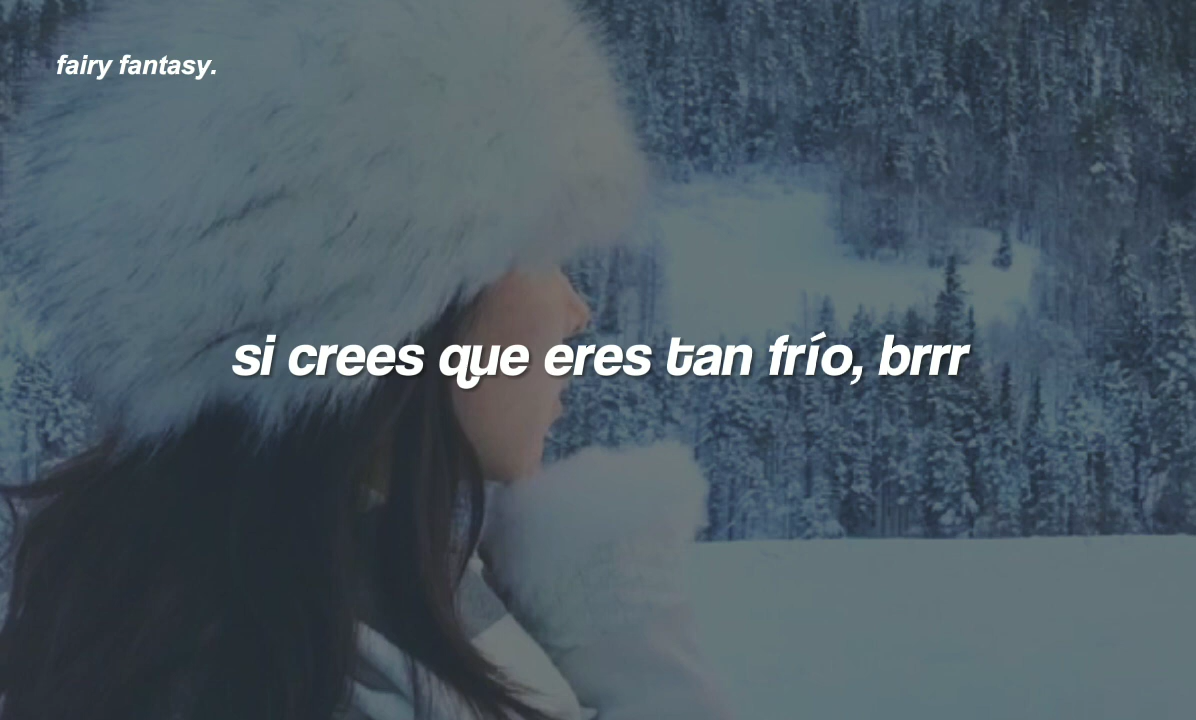 fairy fantasy.
si crees que eres tan frío, brrr